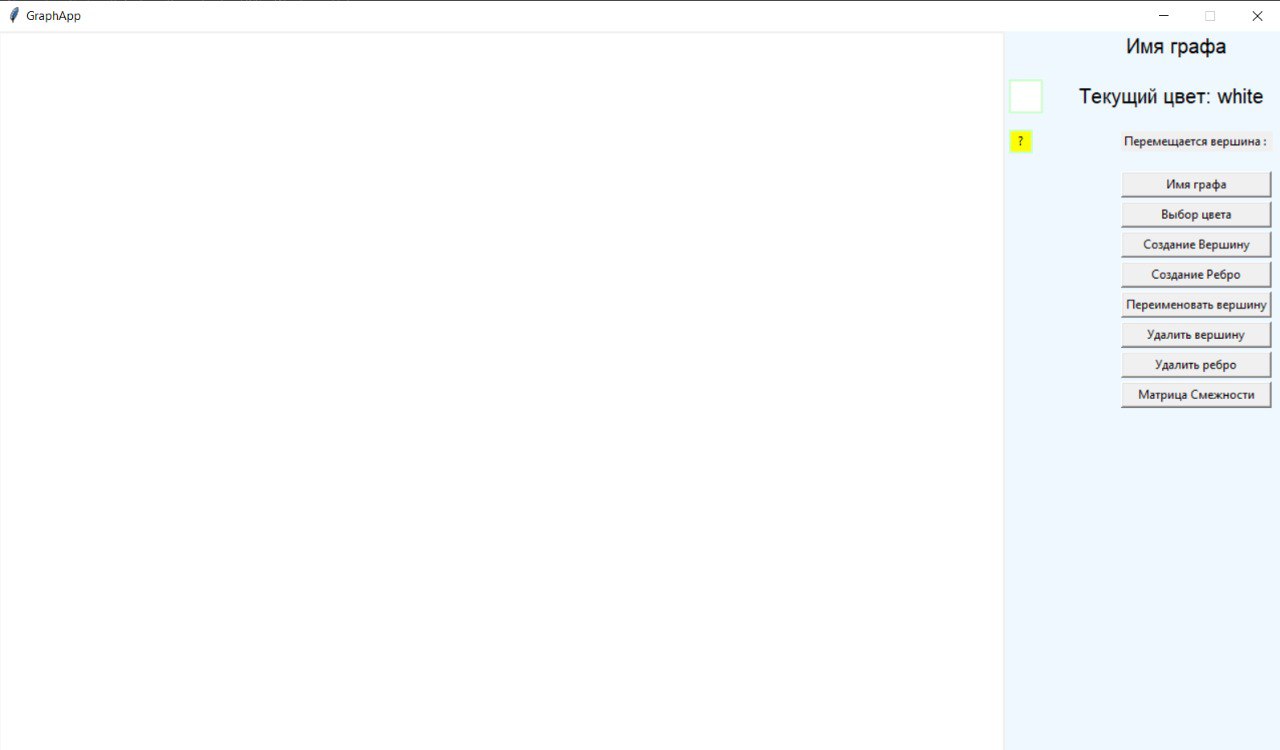 GraphApp
Имя графа
Текущий цвет: white
? Перемещается вершина :
Имя графа
Выбор цвета
Создание Вершину
Создание Ребро
Переименовать вершину
Удалить вершину
Удалить ребро
Матрица Смежности